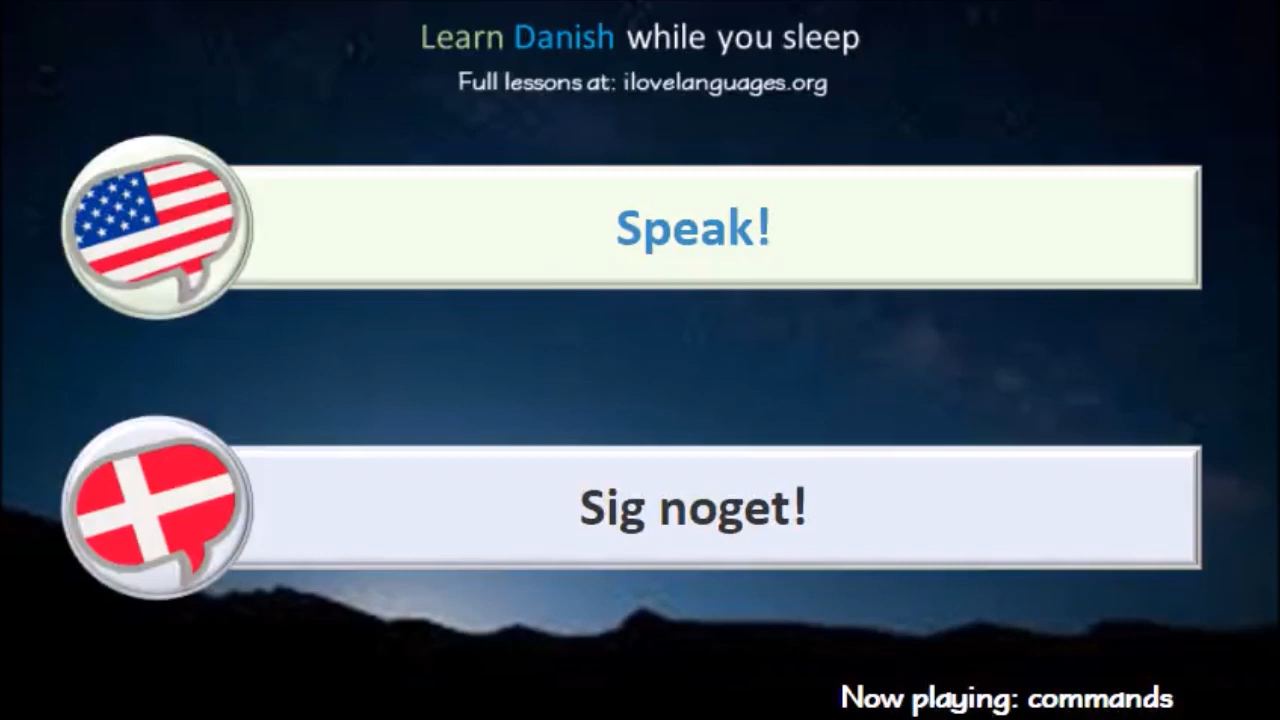 Learn Danish while you sleep
Full lessons at: ilovelanguages.org
Speak!
Sig noget!
Now playing: commands